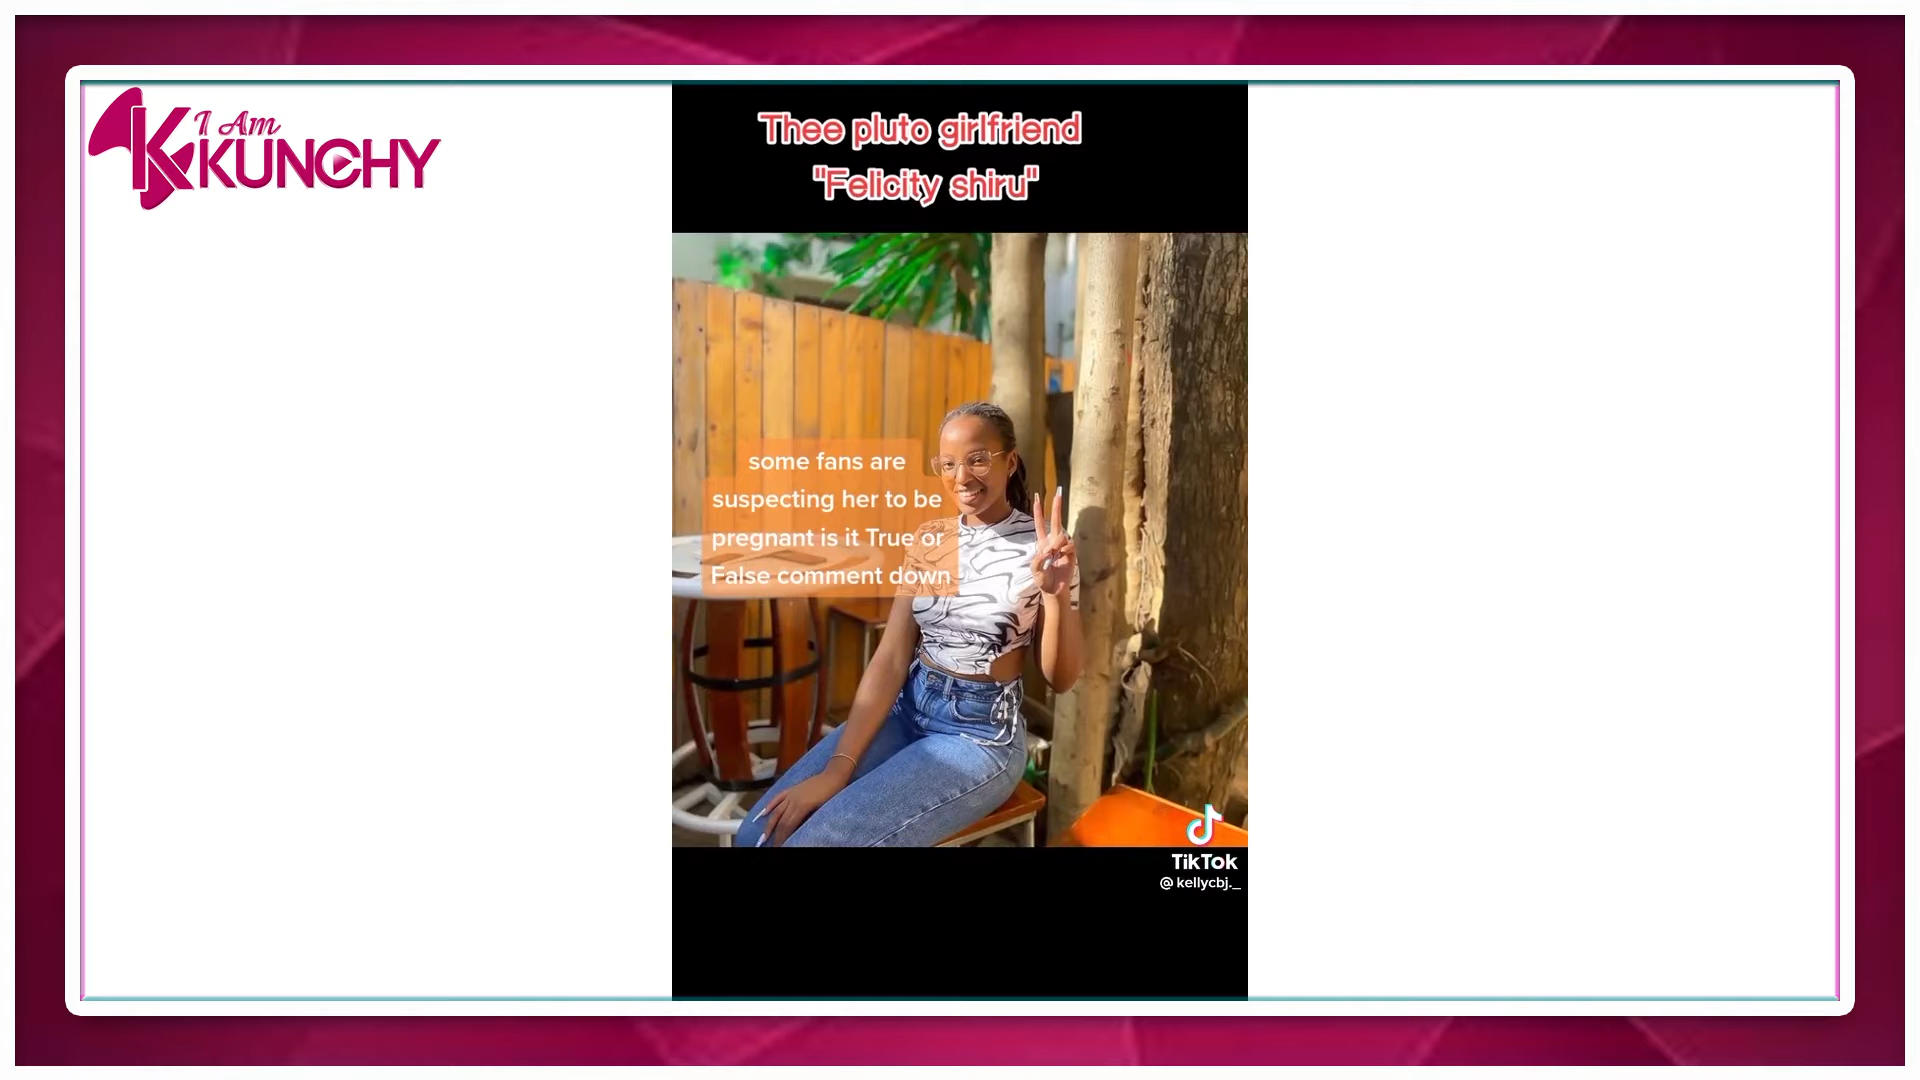 I Am
KUNCHY
Thee pluto girlfriend
"Felicity shiru"
some fans are
suspecting her to be
pregnant is it True or
False comment down
TikTok
@kellycbj._